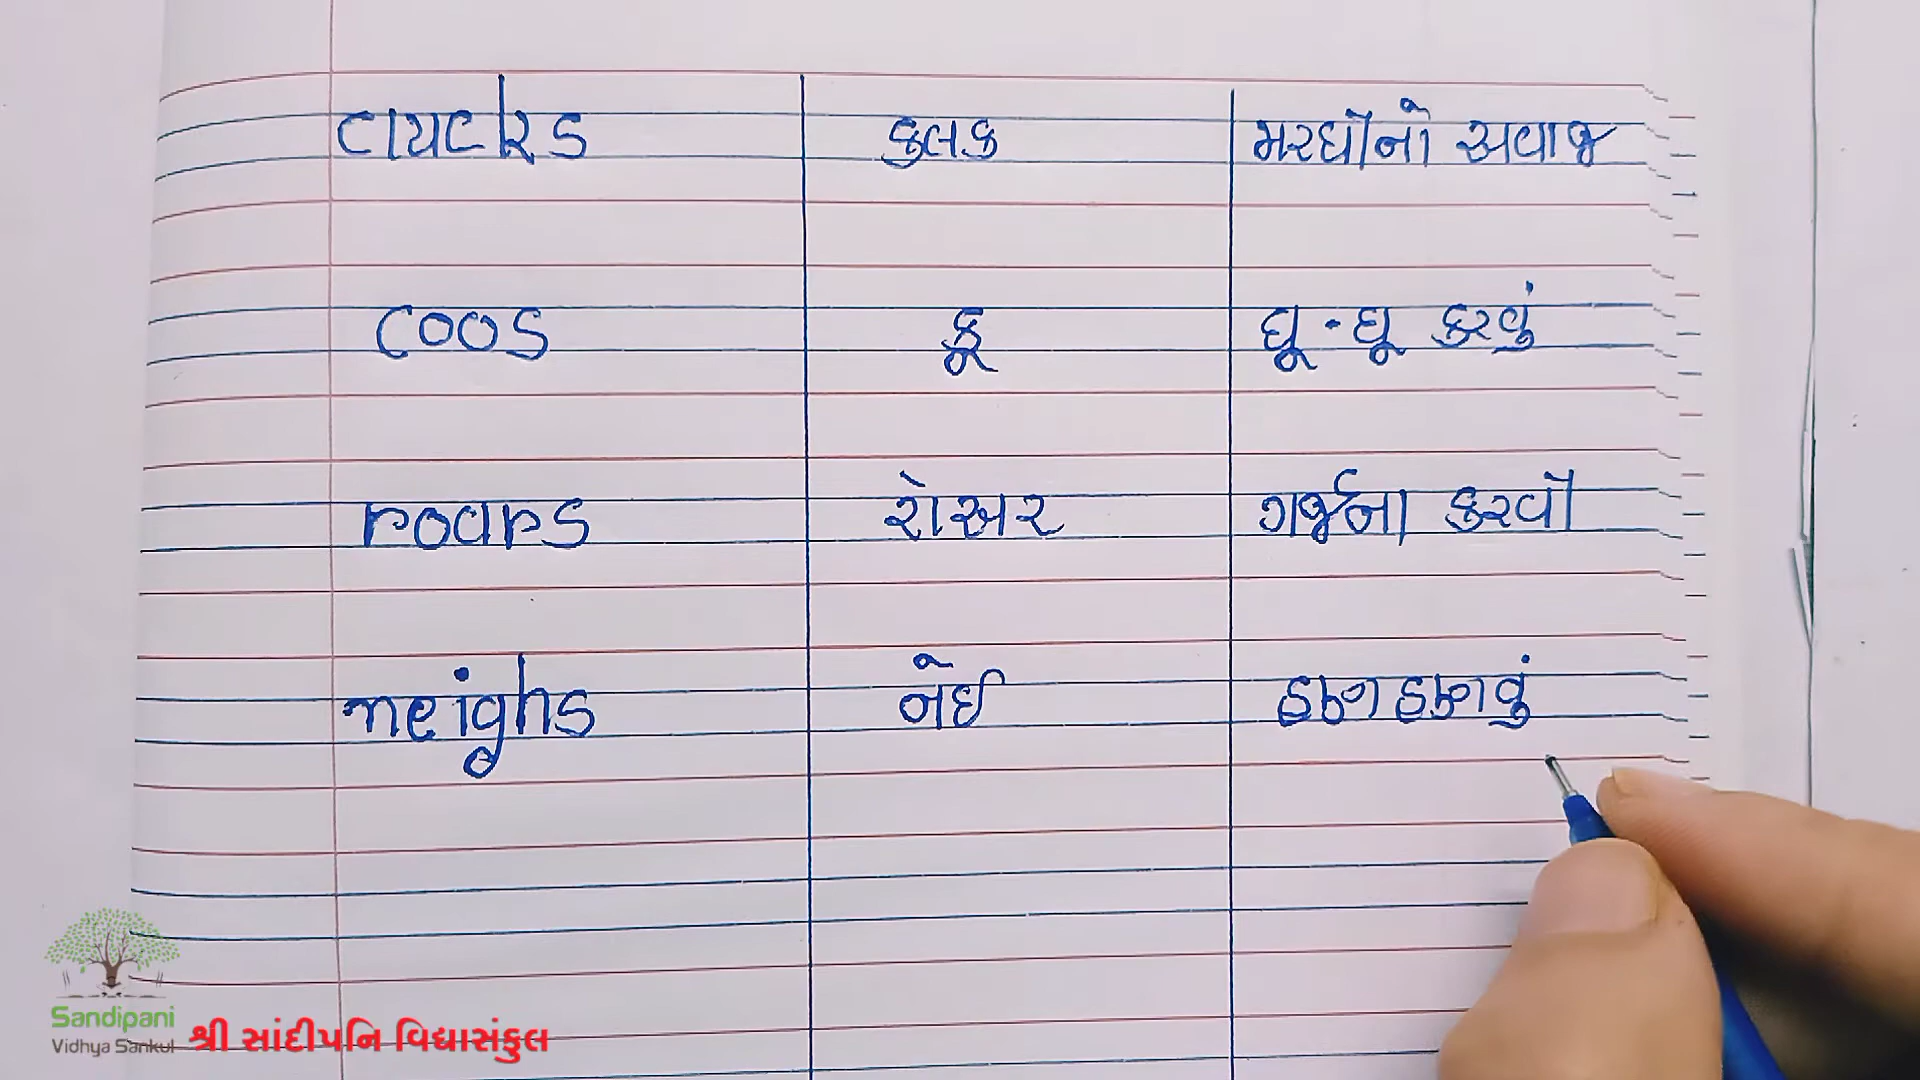 clucks ક્લક મરઘીનો અવાજ
coos કૂ ઘૂ - ઘૂ કરવું
roars રોઅર ગર્જના કરવી
neighs નેઈ હણહણવું
Sandipani
Vidhya Sankul
શ્રી સાંદીપનિ વિદ્યાસંકુલ